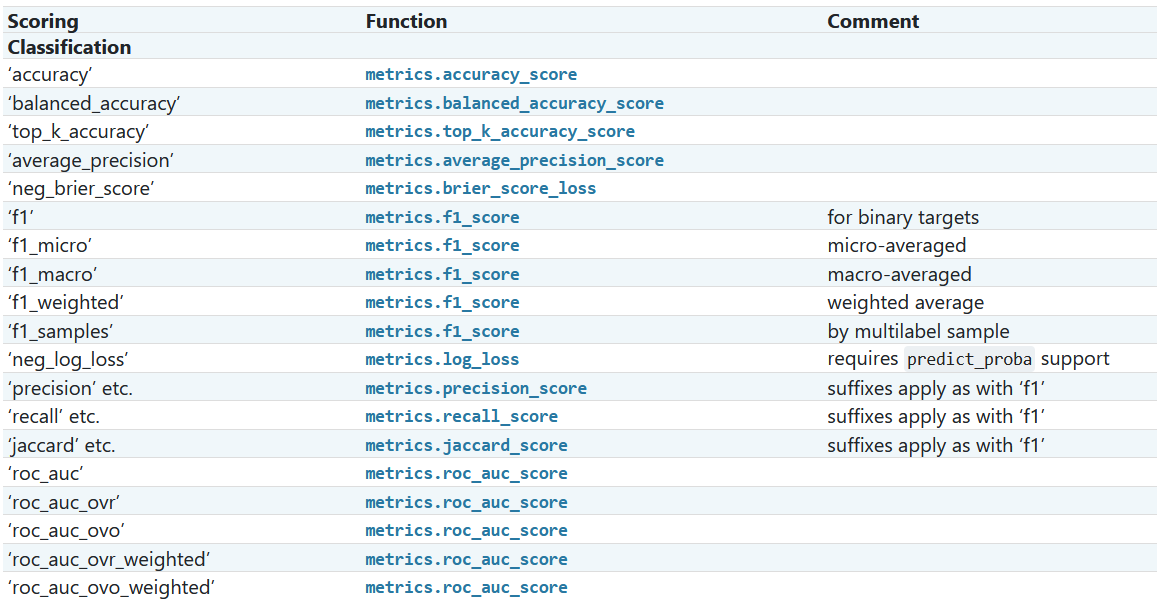 Scoring Function Comment
Classification
‘accuracy’ metrics.accuracy_score
‘balanced_accuracy’ metrics.balanced_accuracy_score
‘top_k_accuracy’ metrics.top_k_accuracy_score
‘average_precision’ metrics.average_precision_score
‘neg_brier_score’ metrics.brier_score_loss
‘f1’ metrics.f1_score for binary targets
‘f1_micro’ metrics.f1_score micro-averaged
‘f1_macro’ metrics.f1_score macro-averaged
‘f1_weighted’ metrics.f1_score weighted average
‘f1_samples’ metrics.f1_score by multilabel sample
‘neg_log_loss’ metrics.log_loss requires predict_proba support
‘precision’ etc. metrics.precision_score suffixes apply as with ‘f1’
‘recall’ etc. metrics.recall_score suffixes apply as with ‘f1’
‘jaccard’ etc. metrics.jaccard_score suffixes apply as with ‘f1’
‘roc_auc’ metrics.roc_auc_score
‘roc_auc_ovr’ metrics.roc_auc_score
‘roc_auc_ovo’ metrics.roc_auc_score
‘roc_auc_ovr_weighted’ metrics.roc_auc_score
‘roc_auc_ovo_weighted’ metrics.roc_auc_score